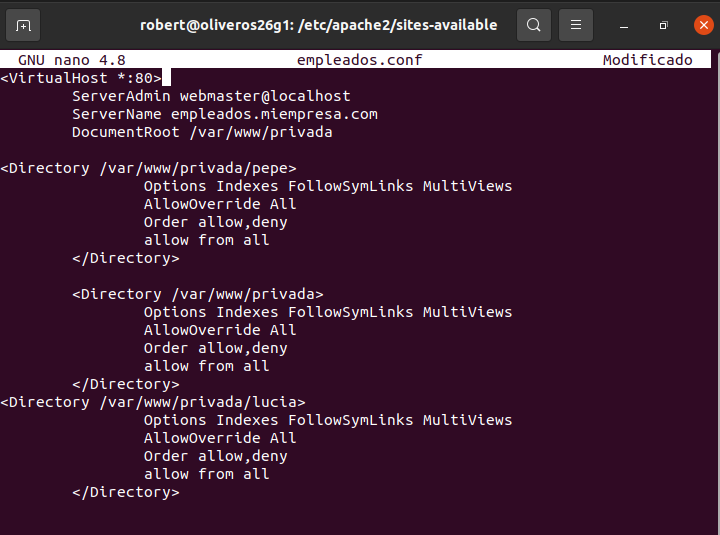 robert@oliveros26g1: /etc/apache2/sites-available
GNU nano 4.8 empleados.conf Modificado
<VirtualHost *:80>
ServerAdmin webmaster@localhost
ServerName empleados.miempresa.com
DocumentRoot /var/www/privada
<Directory /var/www/privada/pepe>
Options Indexes FollowSymLinks MultiViews
AllowOverride All
Order allow,deny
allow from all
</Directory>
<Directory /var/www/privada>
Options Indexes FollowSymLinks MultiViews
AllowOverride All
Order allow,deny
allow from all
</Directory>
<Directory /var/www/privada/lucia>
Options Indexes FollowSymLinks MultiViews
AllowOverride All
Order allow,deny
allow from all
</Directory>